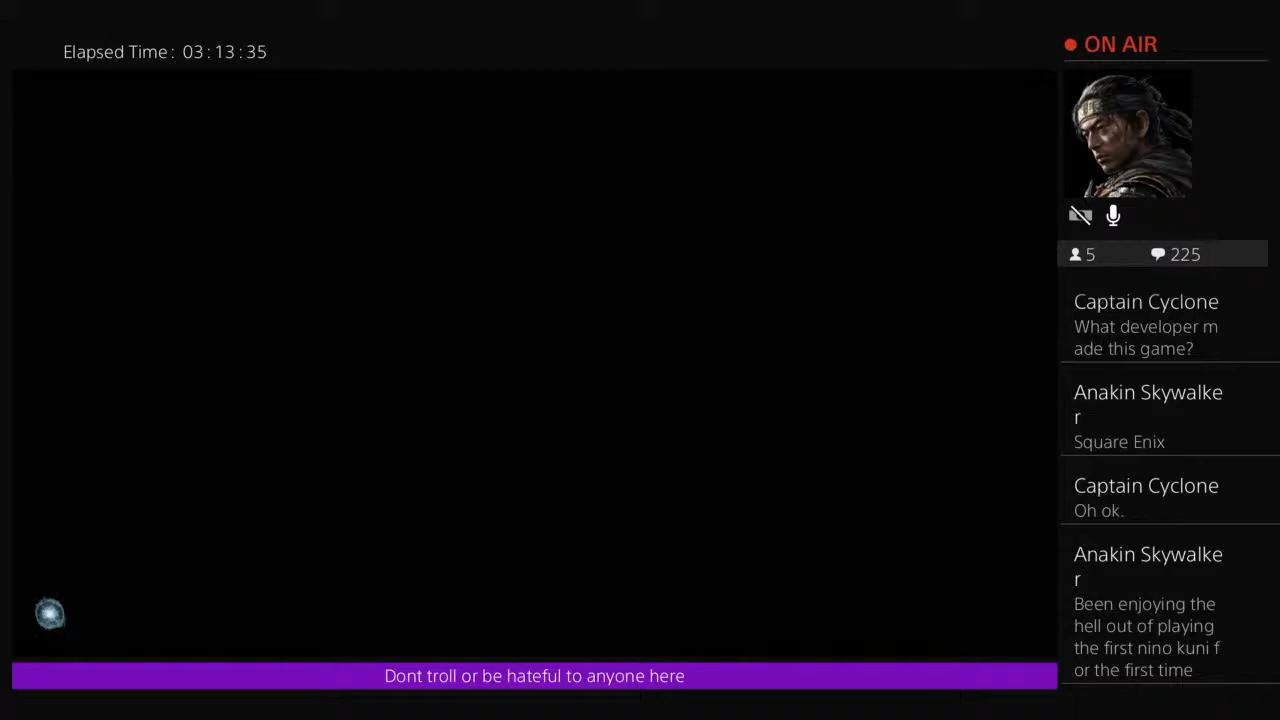 Elapsed Time: 03:13:35
ON AIR
5 225
Captain Cyclone
What developer m
ade this game?
Anakin Skywalke
r
Square Enix
Captain Cyclone
Oh ok.
Anakin Skywalke
r
Been enjoying the
hell out of playing
the first nino kuni f
or the first time
Dont troll or be hateful to anyone here